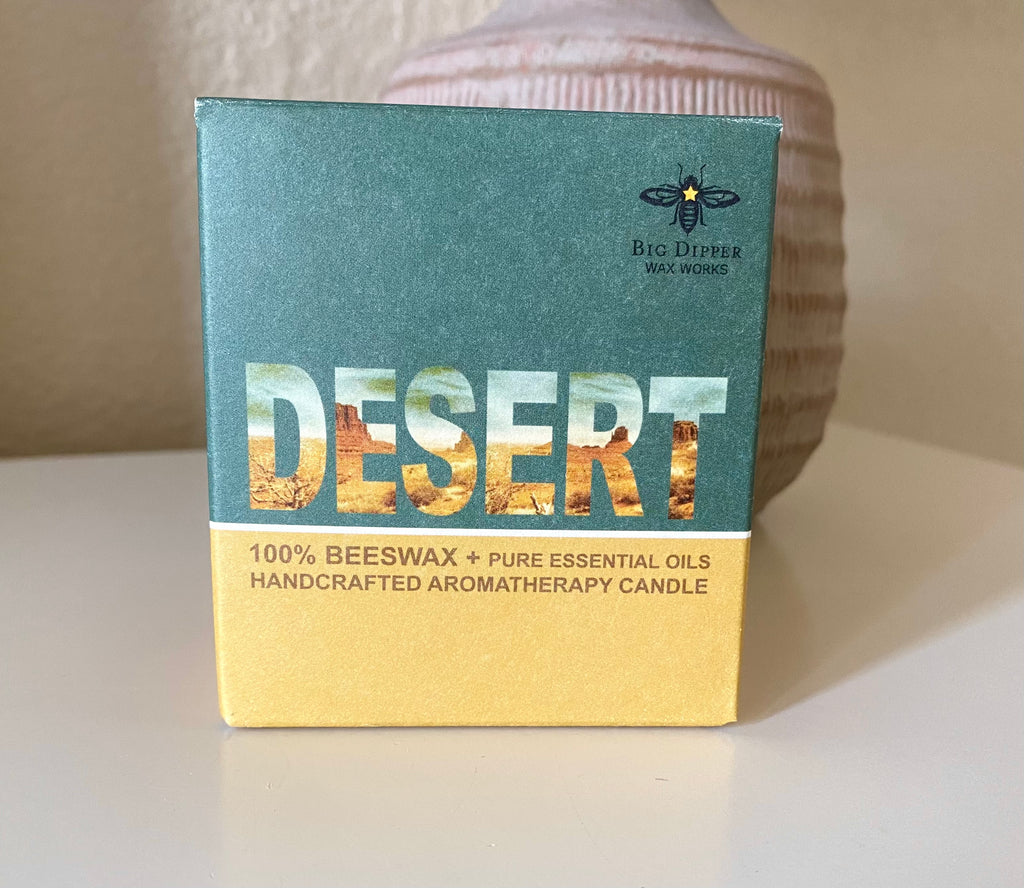 BIG DIPPER
WAX WORKS
DESERT
100% BEESWAX + PURE ESSENTIAL OILS
HANDCRAFTED AROMATHERAPY CANDLE